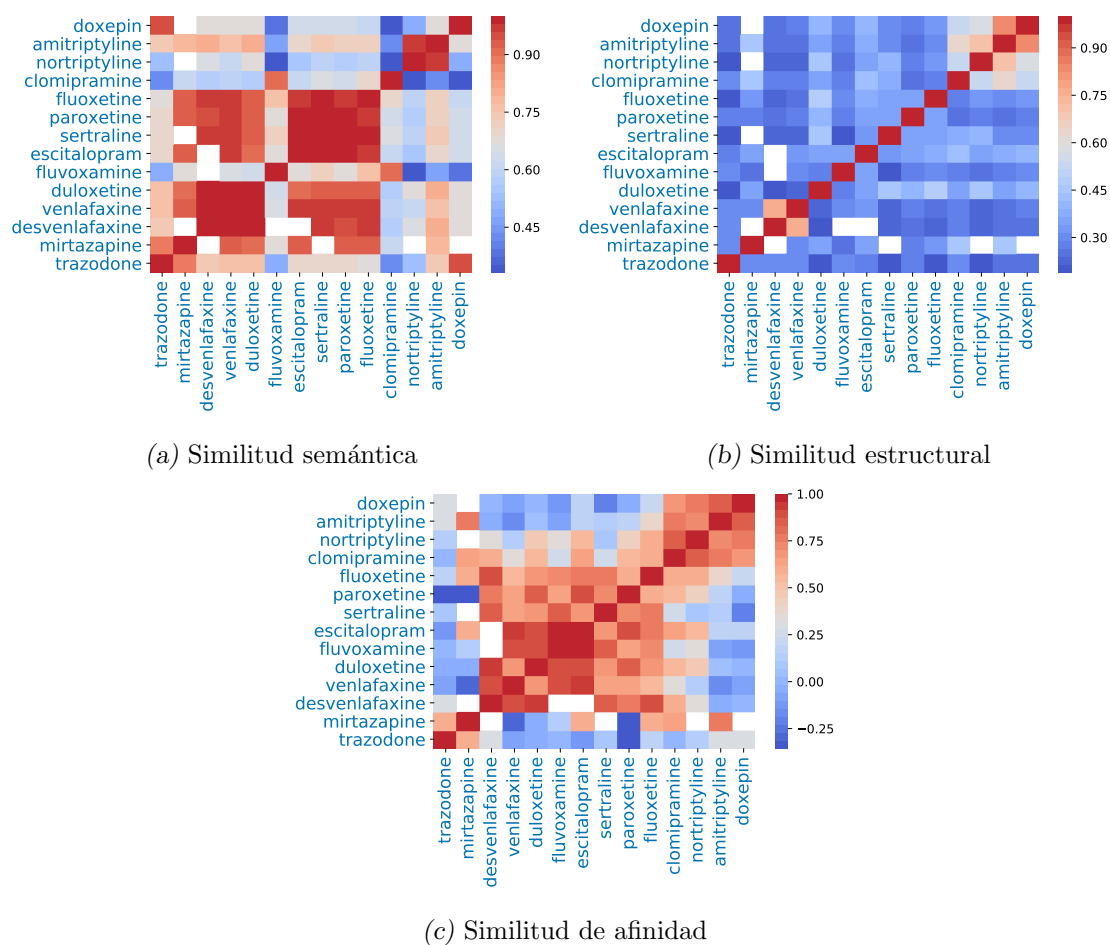 doxepin
amitriptyline
nortriptyline
clomipramine
fluoxetine
paroxetine
sertraline
escitalopram
fluvoxamine
duloxetine
venlafaxine
desvenlafaxine
mirtazapine
trazodone
0.90
0.75
0.60
0.45
trazodone
mirtazapine
desvenlafaxine
venlafaxine
duloxetine
fluvoxamine
escitalopram
sertraline
paroxetine
fluoxetine
clomipramine
nortriptyline
amitriptyline
doxepin
(a) Similitud semántica
doxepin
amitriptyline
nortriptyline
clomipramine
fluoxetine
paroxetine
sertraline
escitalopram
fluvoxamine
duloxetine
venlafaxine
desvenlafaxine
mirtazapine
trazodone
0.90
0.75
0.60
0.45
0.30
trazodone
mirtazapine
desvenlafaxine
venlafaxine
duloxetine
fluvoxamine
escitalopram
sertraline
paroxetine
fluoxetine
clomipramine
nortriptyline
amitriptyline
doxepin
(b) Similitud estructural
doxepin
amitriptyline
nortriptyline
clomipramine
fluoxetine
paroxetine
sertraline
escitalopram
fluvoxamine
duloxetine
venlafaxine
desvenlafaxine
mirtazapine
trazodone
1.00
0.75
0.50
0.25
0.00
−0.25
trazodone
mirtazapine
desvenlafaxine
venlafaxine
duloxetine
fluvoxamine
escitalopram
sertraline
paroxetine
fluoxetine
clomipramine
nortriptyline
amitriptyline
doxepin
(c) Similitud de afinidad